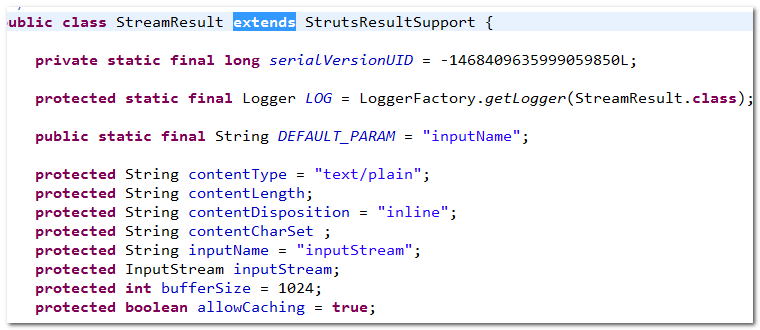 public class StreamResult extends StrutsResultSupport {
private static final long serialVersionUID = -1468409635999059850L;
protected static final Logger LOG = LoggerFactory.getLogger(StreamResult.class);
public static final String DEFAULT_PARAM = "inputName";
protected String contentType = "text/plain";
protected String contentLength;
protected String contentDisposition = "inline";
protected String contentCharSet ;
protected String inputName = "inputStream";
protected InputStream inputStream;
protected int bufferSize = 1024;
protected boolean allowCaching = true;